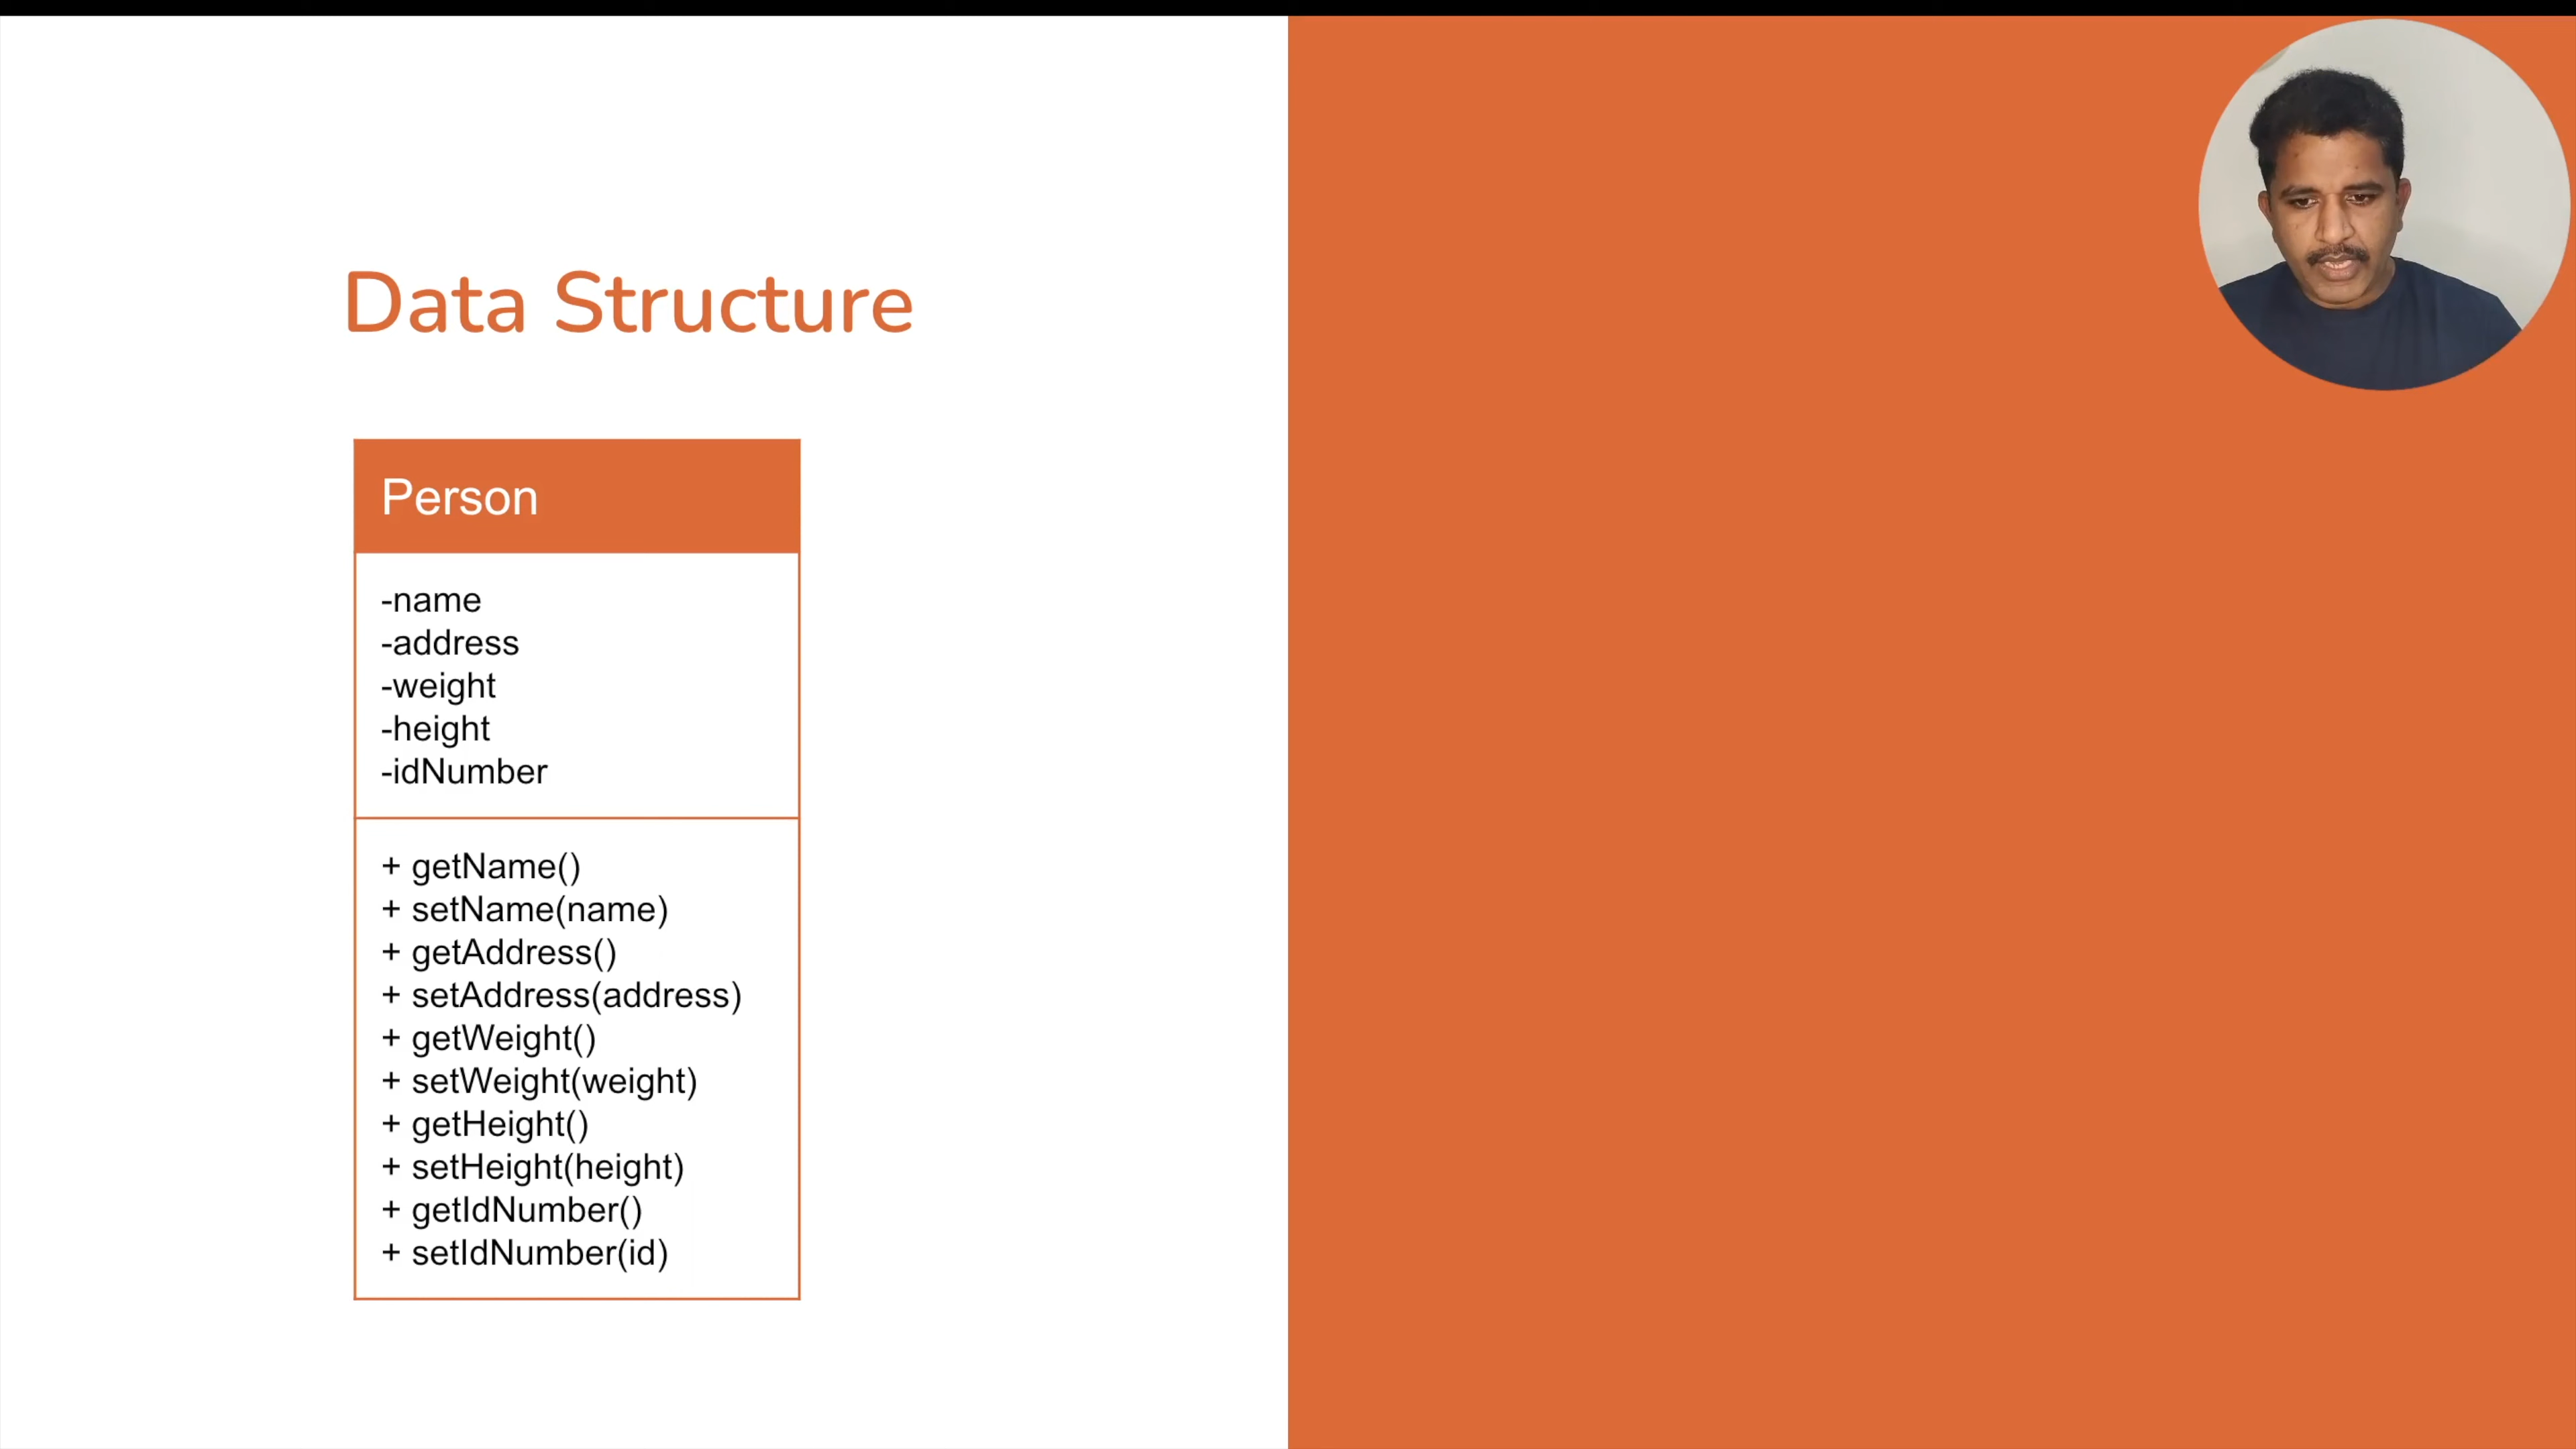 Data Structure
Person
-name
-address
-weight
-height
-idNumber
+ getName()
+ setName(name)
+ getAddress()
+ setAddress(address)
+ getWeight()
+ setWeight(weight)
+ getHeight()
+ setHeight(height)
+ getIdNumber()
+ setIdNumber(id)